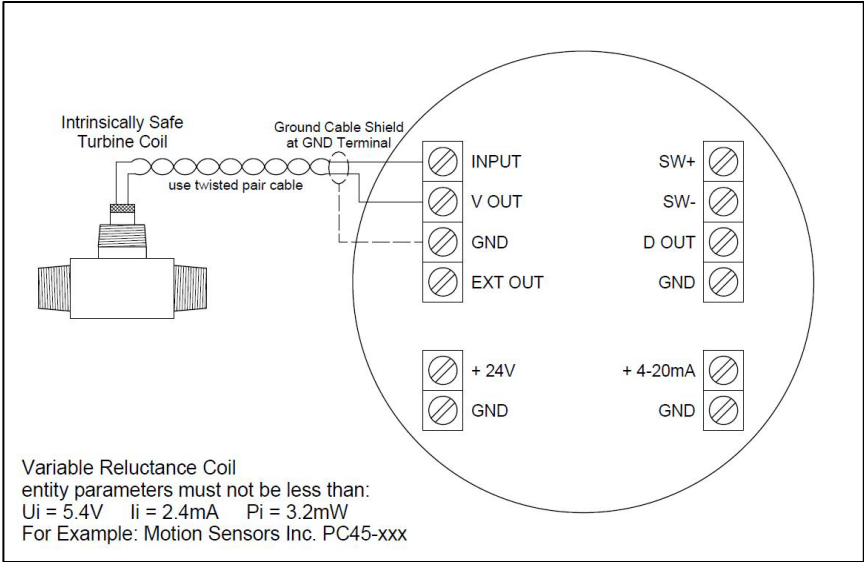 Intrinsically Safe
Turbine Coil
Ground Cable Shield
at GND Terminal
use twisted pair cable
INPUT
V OUT
GND
EXT OUT
SW+
SW-
D OUT
GND
+ 24V
GND
+ 4-20mA
GND
Variable Reluctance Coil
entity parameters must not be less than:
Ui = 5.4V Ii = 2.4mA Pi = 3.2mW
For Example: Motion Sensors Inc. PC45-xxx